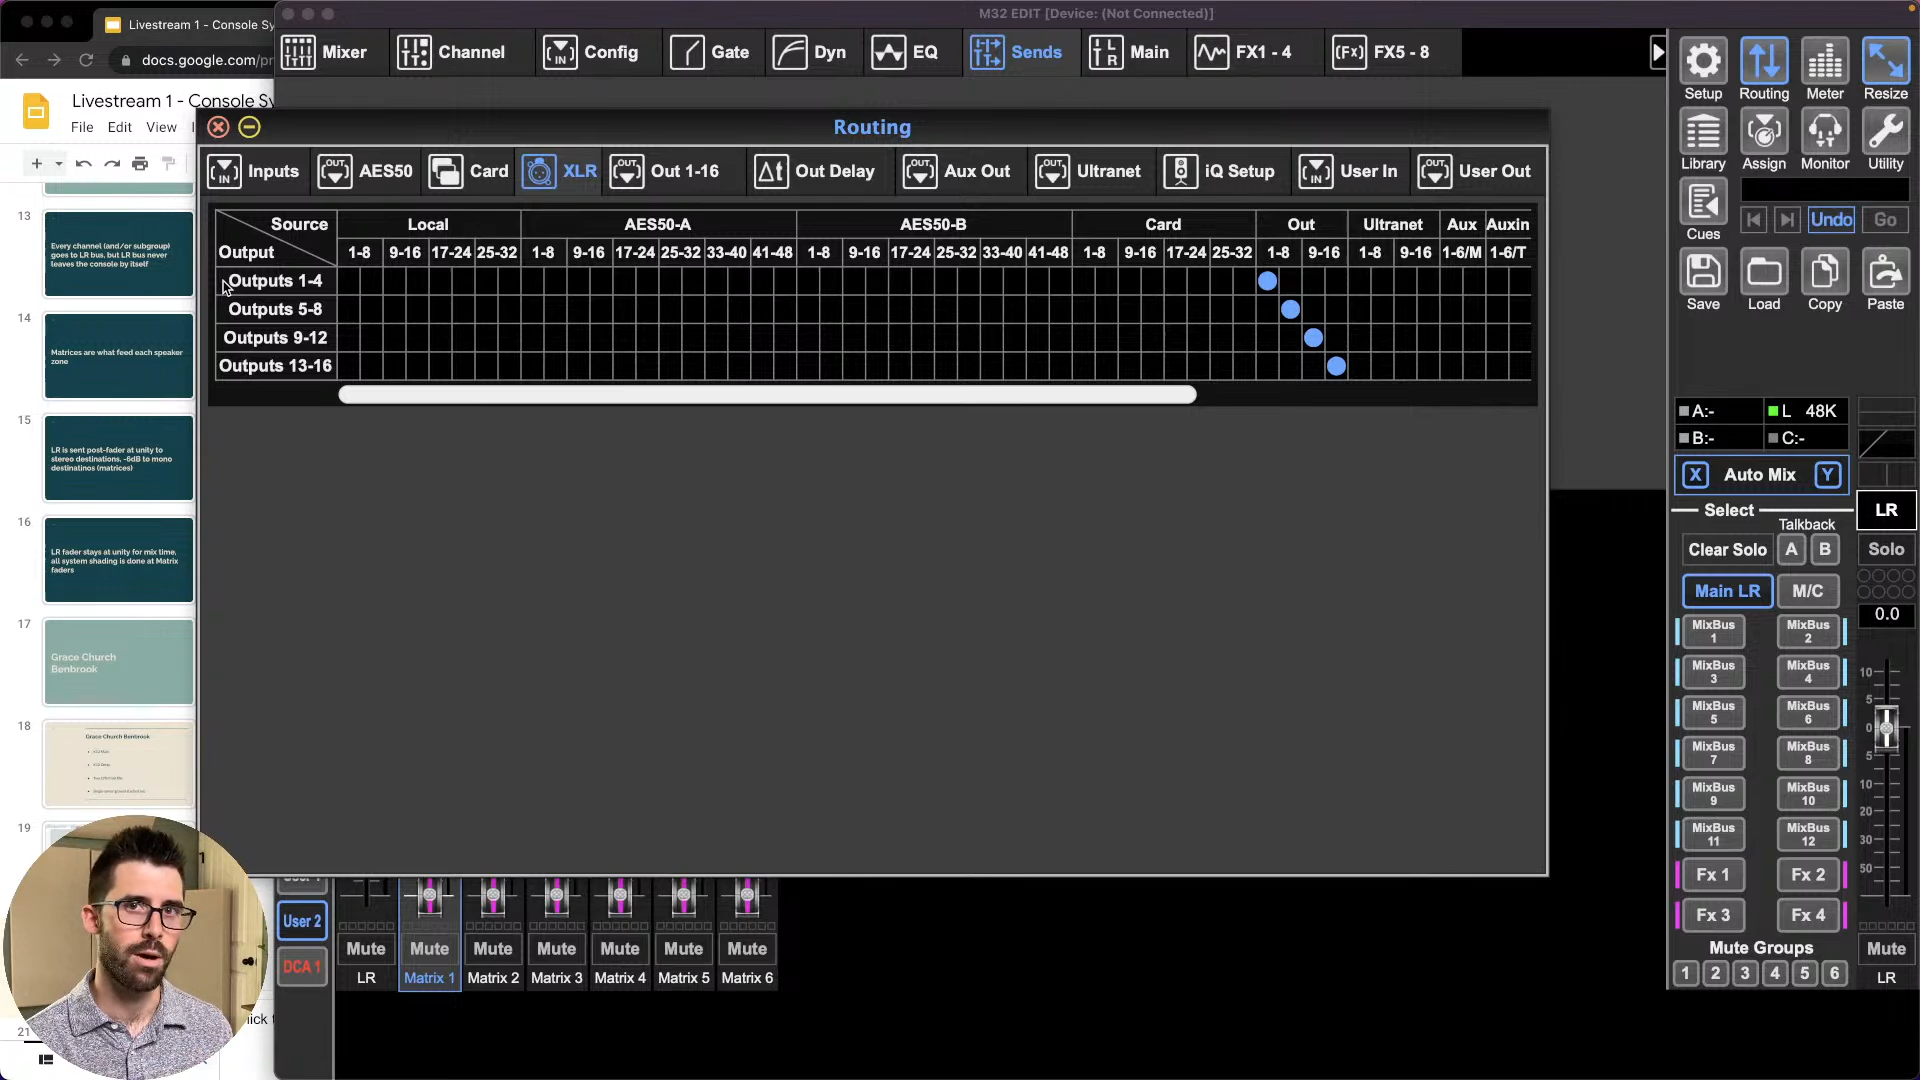 Livestream 1 - Console Sy
docs.google.com/pr
Livestream 1 - Console Sy
File Edit View
13
Every channel (and/or subgroup)
goes to LR bus, but LR bus never
leaves the console by itself
14
Matrices are what feed each speaker
zone
15
LR is sent post-fader at unity to
stereo destinations, -6dB to mono
destinatinos (matrices)
16
LR fader stays at unity for mix time,
all system shading is done at Matrix
faders
17
Grace Church
Benbrook
18
Grace Church Benbrook
19
21
M32 EDIT [Device: (Not Connected)]
Mixer Channel Config Gate Dyn EQ Sends Main FX1 - 4 FX5 - 8
Routing
Inputs AES50 Card XLR Out 1-16 Out Delay Aux Out Ultranet iQ Setup User In User Out
Source Local AES50-A AES50-B Card Out Ultranet Aux Auxin
Output 1-8 9-16 17-24 25-32 1-8 9-16 17-24 25-32 33-40 41-48 1-8 9-16 17-24 25-32 33-40 41-48 1-8 9-16 17-24 25-32 1-8 9-16 1-8 9-16 1-6/M 1-6/T
Outputs 1-4
Outputs 5-8
Outputs 9-12
Outputs 13-16
User 2
DCA 1
Mute Mute Mute Mute Mute Mute Mute
LR Matrix 1 Matrix 2 Matrix 3 Matrix 4 Matrix 5 Matrix 6
Setup Routing Meter Resize
Library Assign Monitor Utility
Cues Undo Go
Save Load Copy Paste
A:- L 48K
B:- C:-
X Auto Mix Y
Select
Talkback
Clear Solo A B
Main LR M/C
MixBus 1 MixBus 2
MixBus 3 MixBus 4
MixBus 5 MixBus 6
MixBus 7 MixBus 8
MixBus 9 MixBus 10
MixBus 11 MixBus 12
Fx 1 Fx 2
Fx 3 Fx 4
Mute Groups
1 2 3 4 5 6
LR
Solo
0.0
10
5
0
5
10
20
30
50
Mute
LR